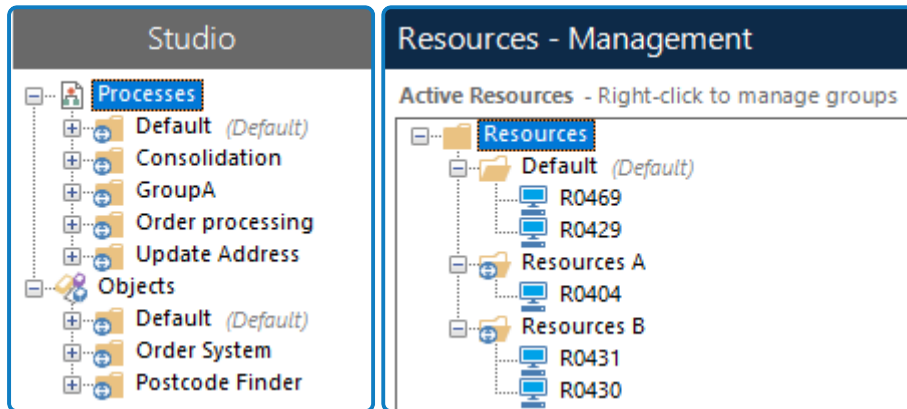 Studio
Processes
Default (Default)
Consolidation
GroupA
Order processing
Update Address
Objects
Default (Default)
Order System
Postcode Finder
Resources - Management
Active Resources - Right-click to manage groups
Resources
Default (Default)
R0469
R0429
Resources A
R0404
Resources B
R0431
R0430